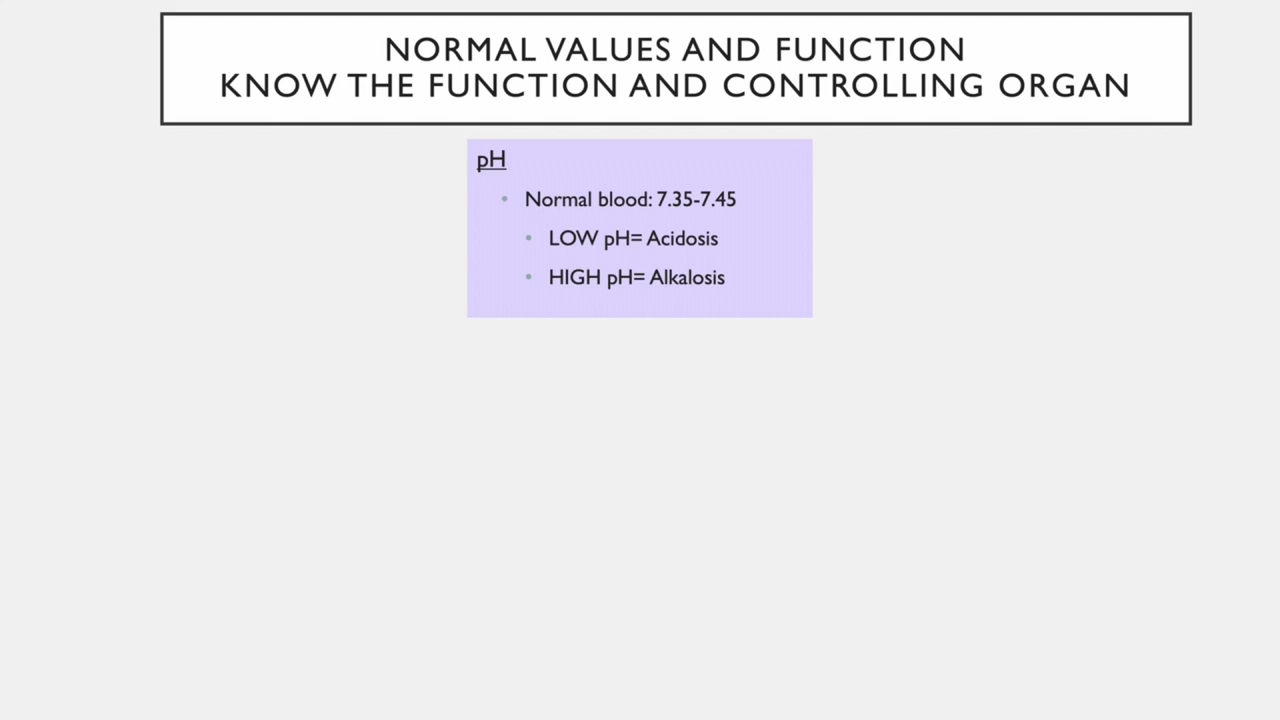 NORMAL VALUES AND FUNCTION
KNOW THE FUNCTION AND CONTROLLING ORGAN
pH
• Normal blood: 7.35-7.45
• LOW pH= Acidosis
• HIGH pH= Alkalosis